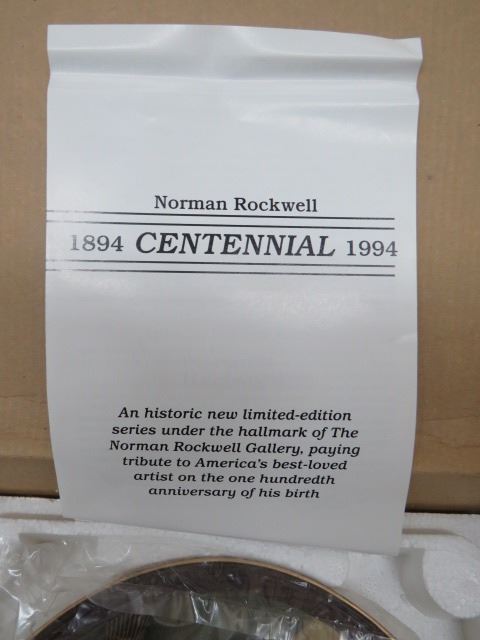 Norman Rockwell
1894 CENTENNIAL 1994
An historic new limited-edition
series under the hallmark of The
Norman Rockwell Gallery, paying
tribute to America's best-loved
artist on the one hundredth
anniversary of his birth